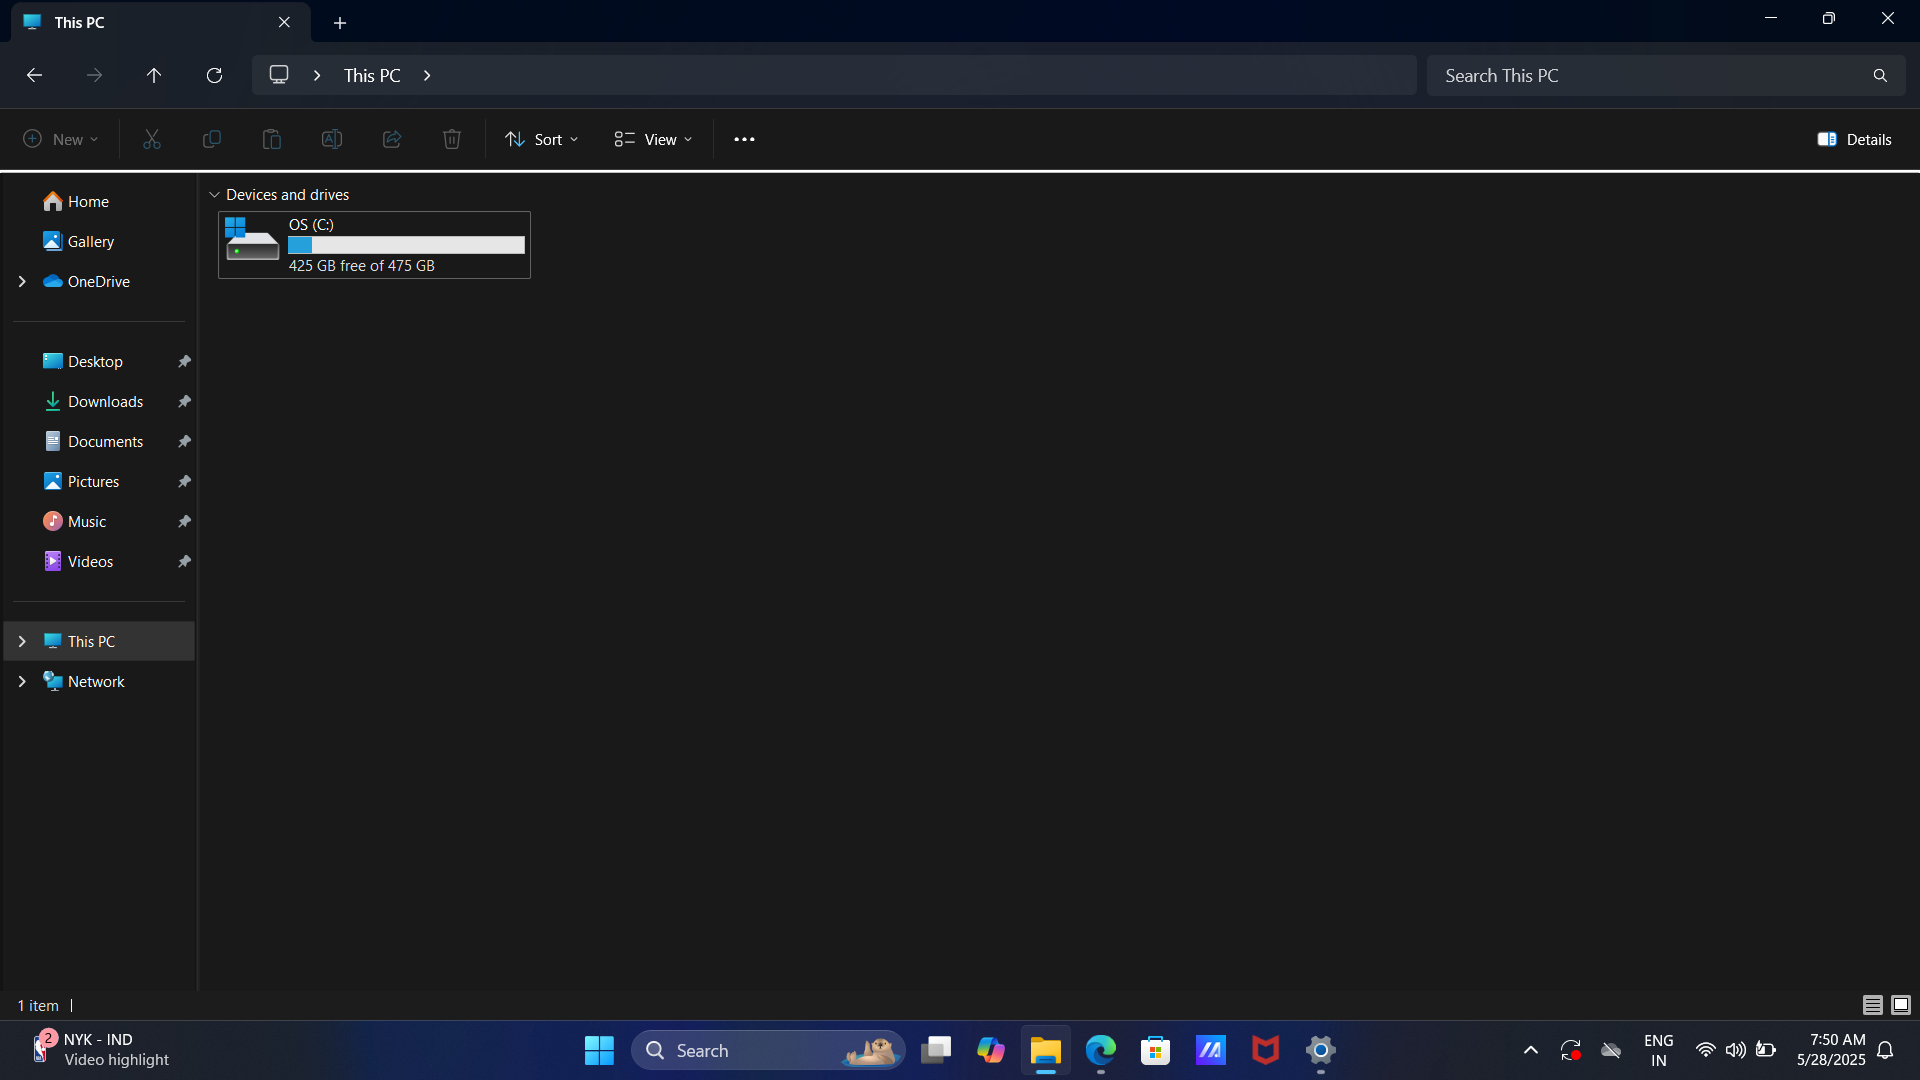 This PC
This PC
Search This PC
New
Sort
View
Details
Home
Gallery
OneDrive
Desktop
Downloads
Documents
Pictures
Music
Videos
This PC
Network
Devices and drives
OS (C:)
425 GB free of 475 GB
1 item
2
NYK - IND
Video highlight
Search
ENG
IN
7:50 AM
5/28/2025